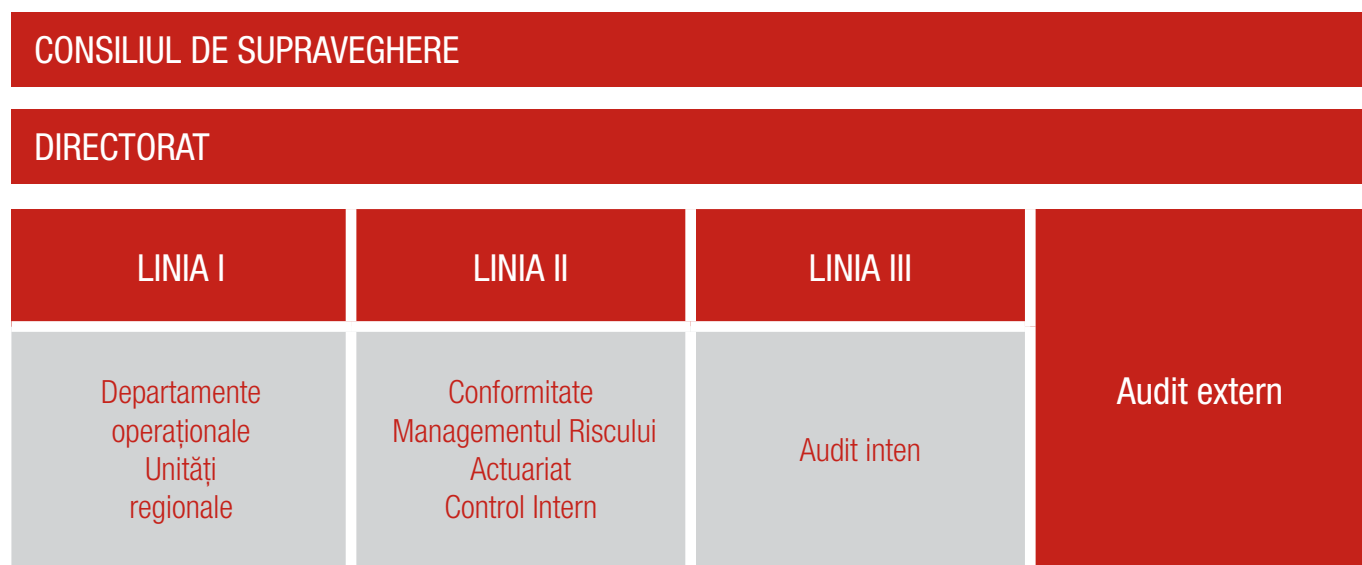 CONSILIUL DE SUPRAVEGHERE
DIRECTORAT
LINIA I
LINIA II
LINIA III
Audit extern
Departamente
operaționale
Unități
regionale
Conformitate
Managementul Riscului
Actuariat
Control Intern
Audit inten